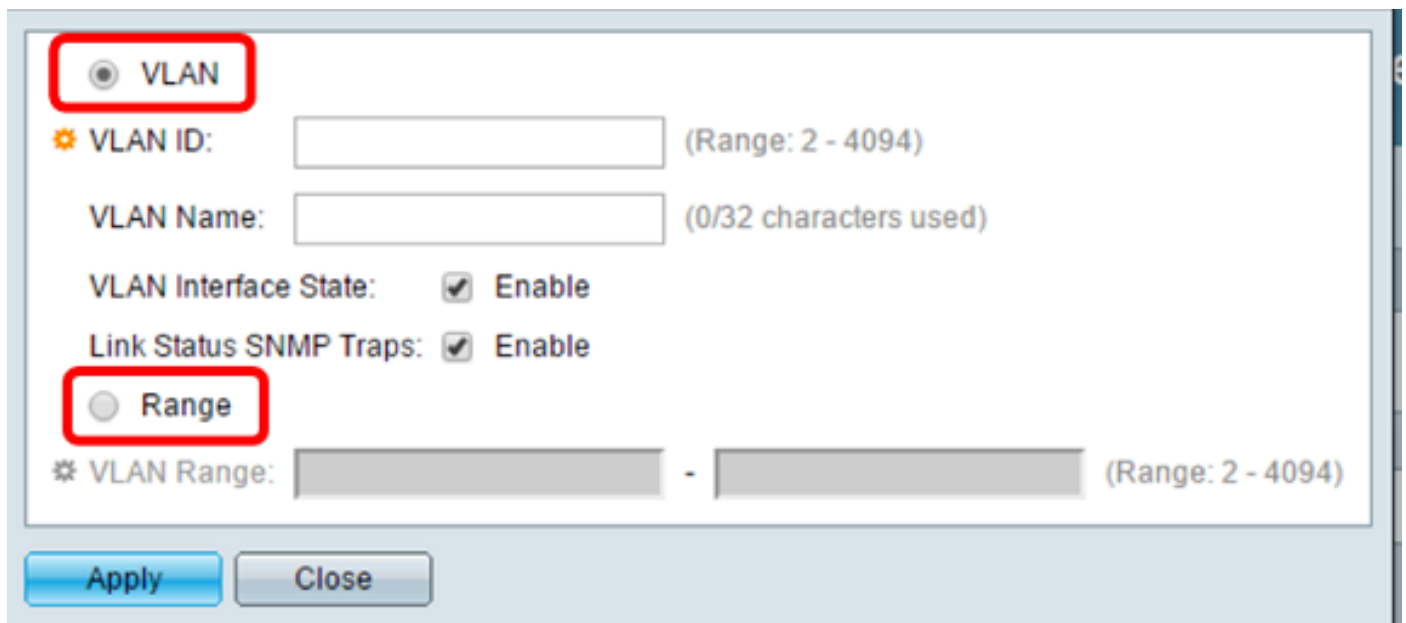 VLAN
VLAN ID: (Range: 2 - 4094)
VLAN Name: (0/32 characters used)
VLAN Interface State: Enable
Link Status SNMP Traps: Enable
Range
VLAN Range: - (Range: 2 - 4094)
Apply Close